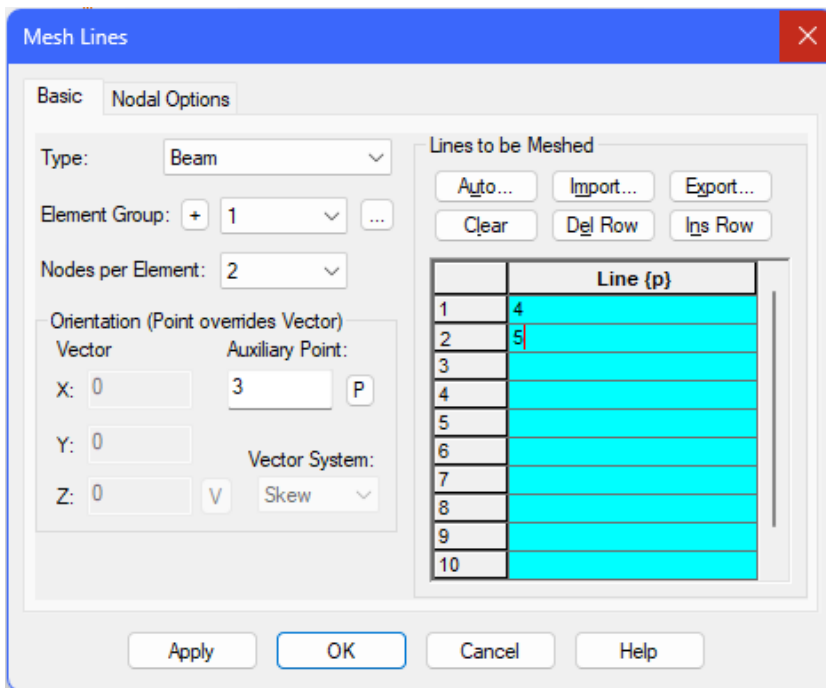 Mesh Lines
Basic
Nodal Options
Type:
Beam
Element Group:
+
1
...
Nodes per Element:
2
Orientation (Point overrides Vector)
Vector
Auxiliary Point:
X:
0
3
P
Y:
0
Vector System:
Z:
0
V
Skew
Lines to be Meshed
Auto...
Import...
Export...
Clear
Del Row
Ins Row
Line {p}
1
4
2
5
3
4
5
6
7
8
9
10
Apply
OK
Cancel
Help